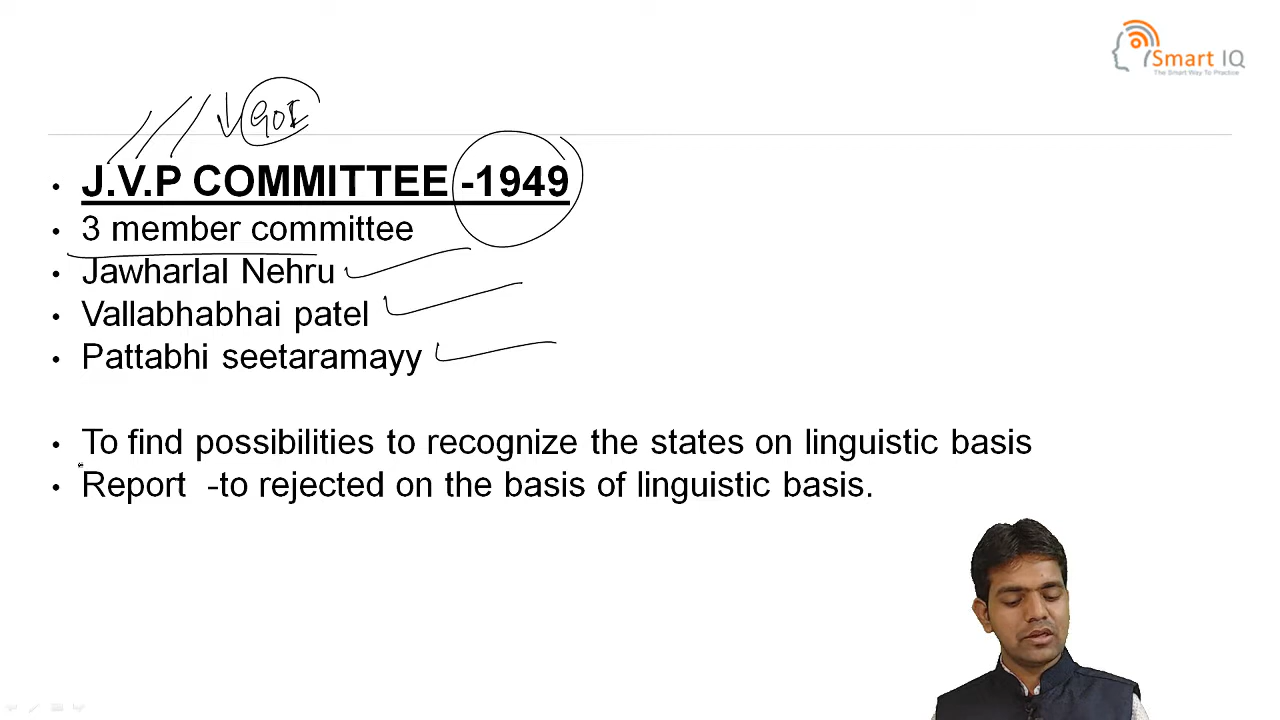 Smart IQ
The Smart Way To Practice
GOI
• J.V.P COMMITTEE -1949
• 3 member committee
• Jawharlal Nehru
• Vallabhabhai patel
• Pattabhi seetaramayy
• To find possibilities to recognize the states on linguistic basis
• Report -to rejected on the basis of linguistic basis.